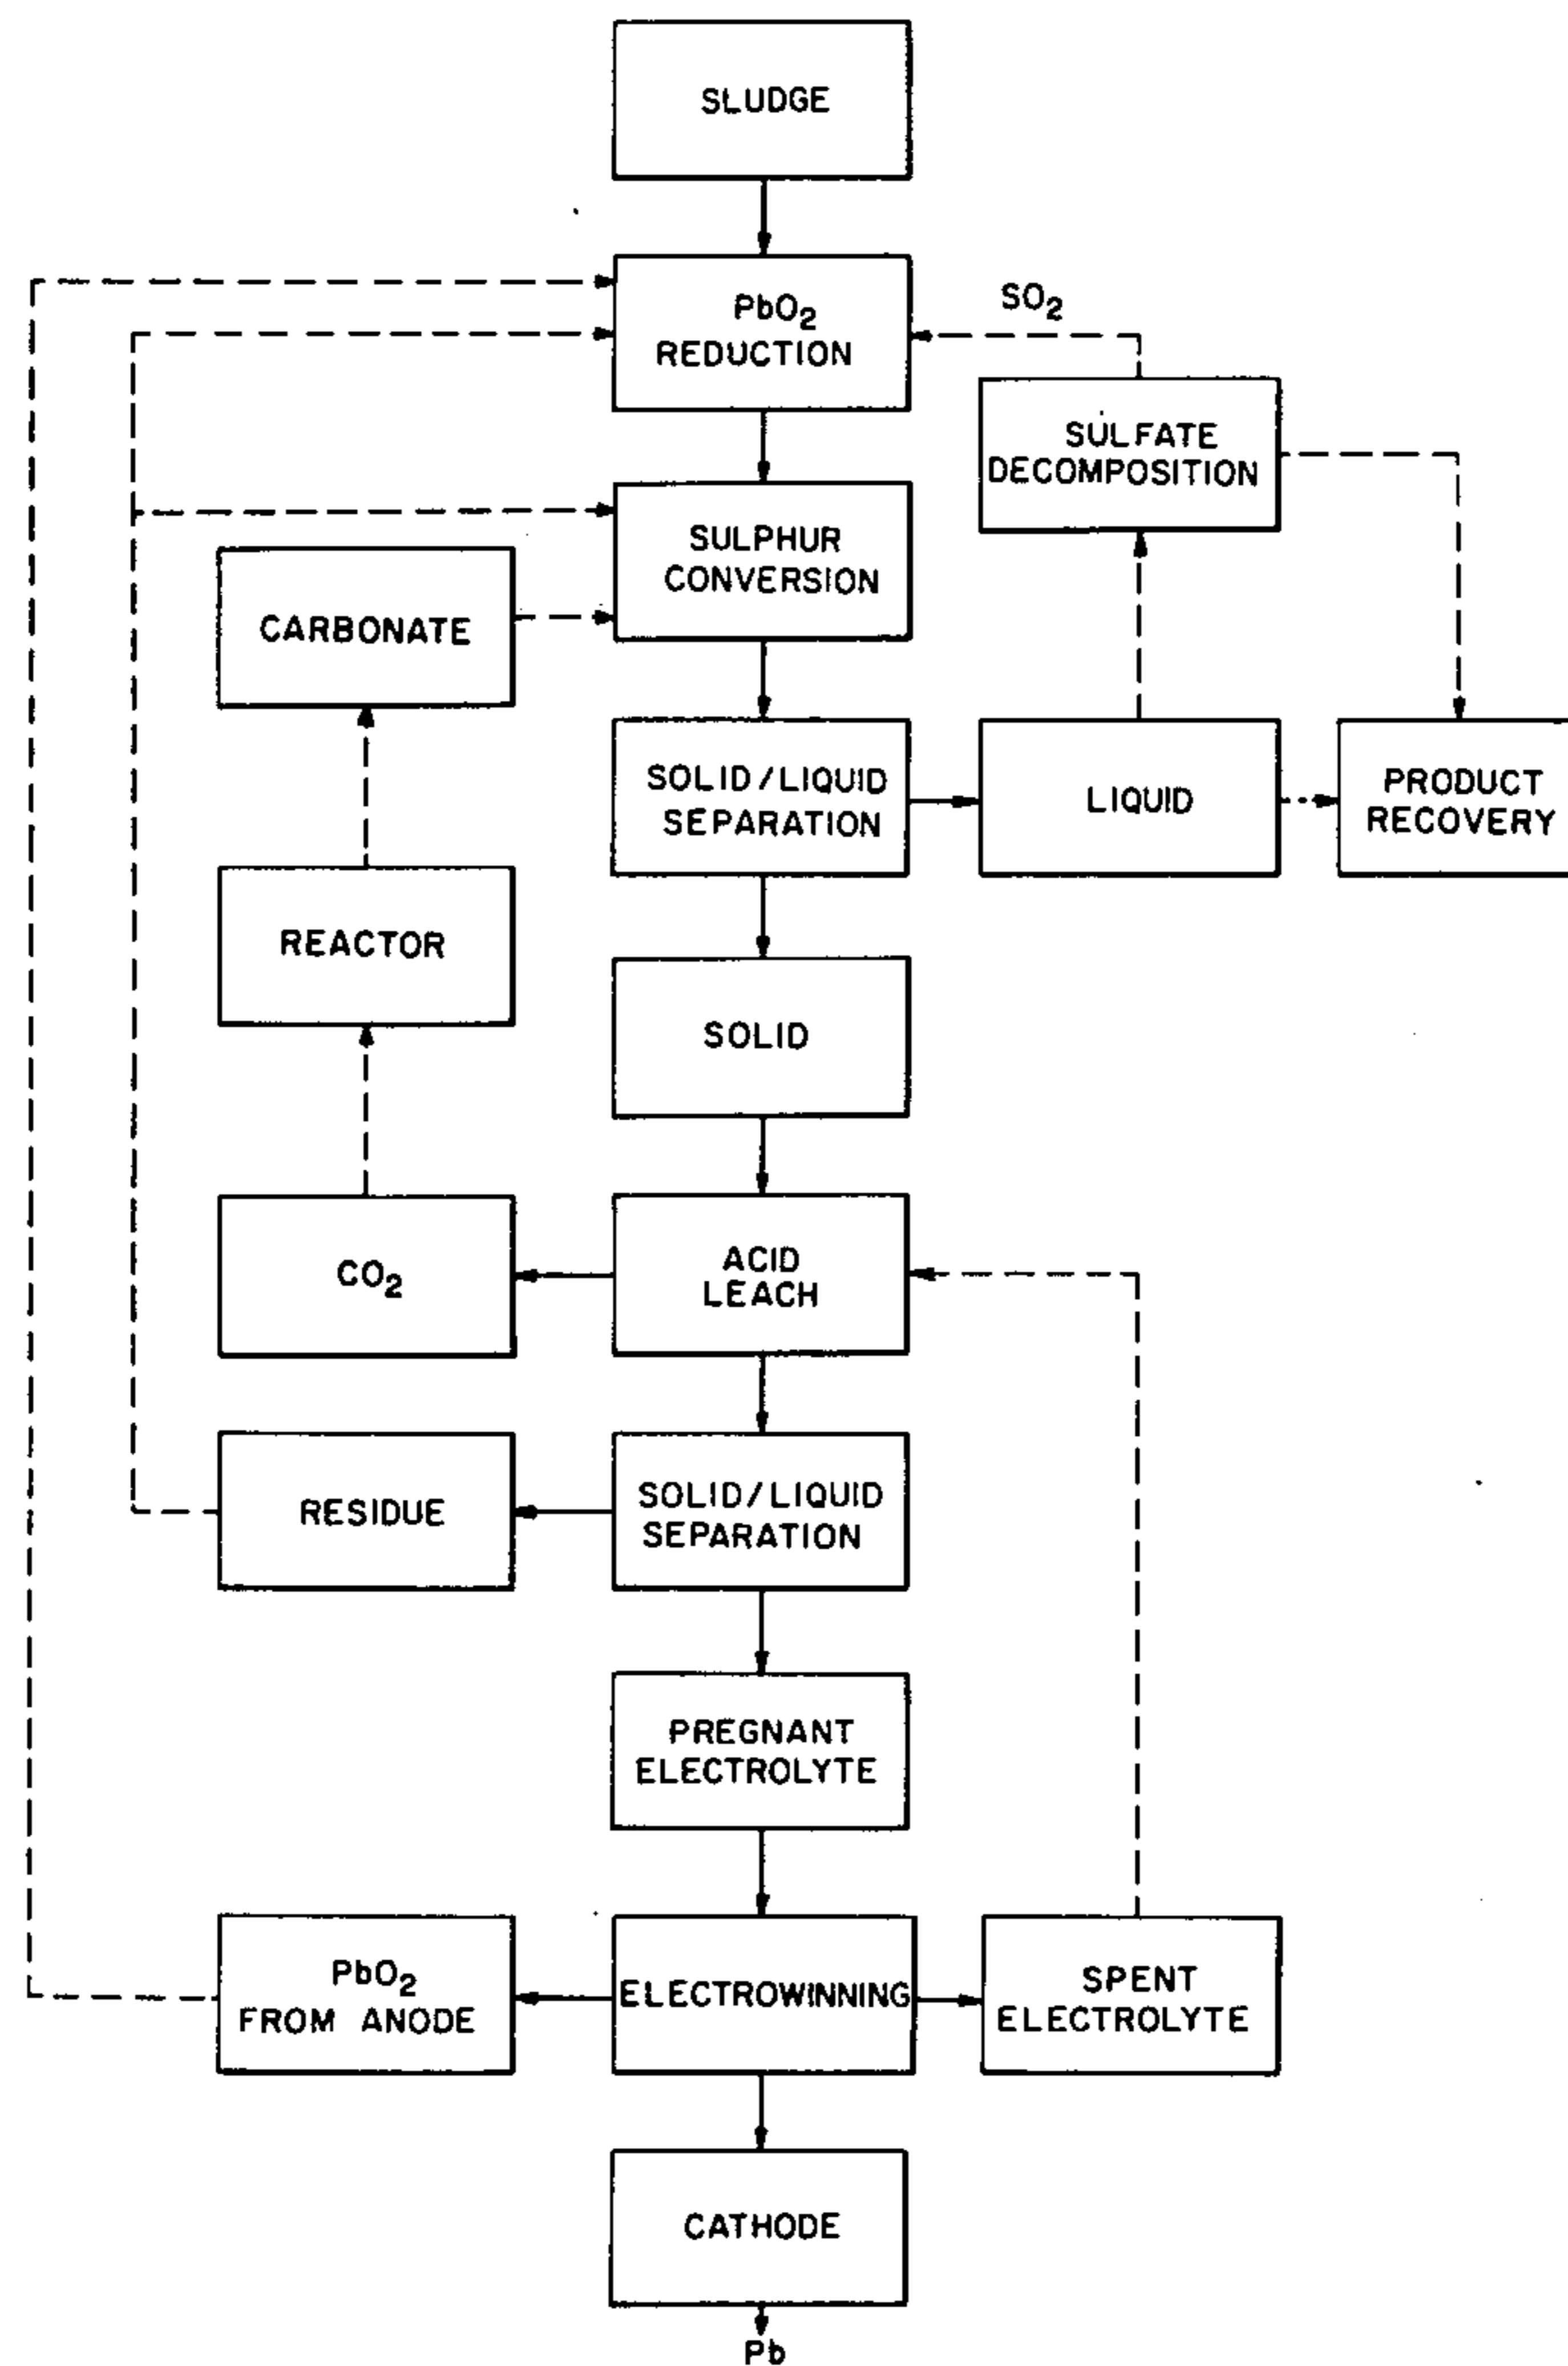 SLUDGE
PbO2
REDUCTION
SO2
SULFATE
DECOMPOSITION
SULPHUR
CONVERSION
CARBONATE
SOLID/LIQUID
SEPARATION
LIQUID
PRODUCT
RECOVERY
REACTOR
SOLID
CO2
ACID
LEACH
RESIDUE
SOLID/LIQUID
SEPARATION
PREGNANT
ELECTROLYTE
PbO2
FROM ANODE
ELECTROWINNING
SPENT
ELECTROLYTE
CATHODE
Pb